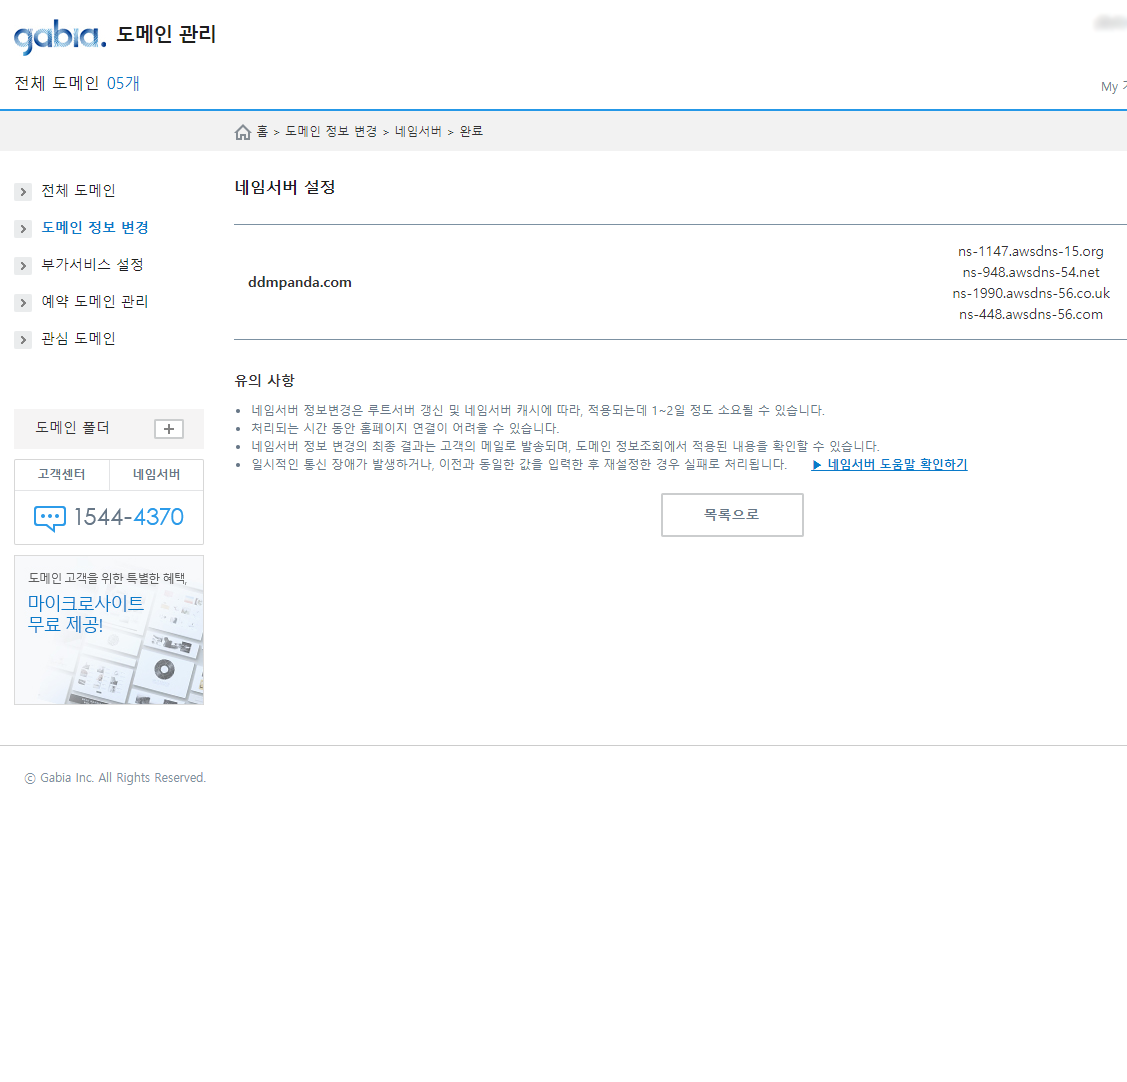 gabia. 도메인 관리
전체 도메인 05개
My
홈 > 도메인 정보 변경 > 네임서버 > 완료
전체 도메인
도메인 정보 변경
부가서비스 설정
예약 도메인 관리
관심 도메인
도메인 폴더 +
고객센터 네임서버
1544-4370
도메인 고객을 위한 특별한 혜택,
마이크로사이트
무료 제공!
네임서버 설정
ddmpanda.com
ns-1147.awsdns-15.org
ns-948.awsdns-54.net
ns-1990.awsdns-56.co.uk
ns-448.awsdns-56.com
유의 사항
네임서버 정보변경은 루트서버 갱신 및 네임서버 캐시에 따라, 적용되는데 1~2일 정도 소요될 수 있습니다.
처리되는 시간 동안 홈페이지 연결이 어려울 수 있습니다.
네임서버 정보 변경의 최종 결과는 고객의 메일로 발송되며, 도메인 정보조회에서 적용된 내용을 확인할 수 있습니다.
일시적인 통신 장애가 발생하거나, 이전과 동일한 값을 입력한 후 재설정한 경우 실패로 처리됩니다. ▶ 네임서버 도움말 확인하기
목록으로
ⓒ Gabia Inc. All Rights Reserved.